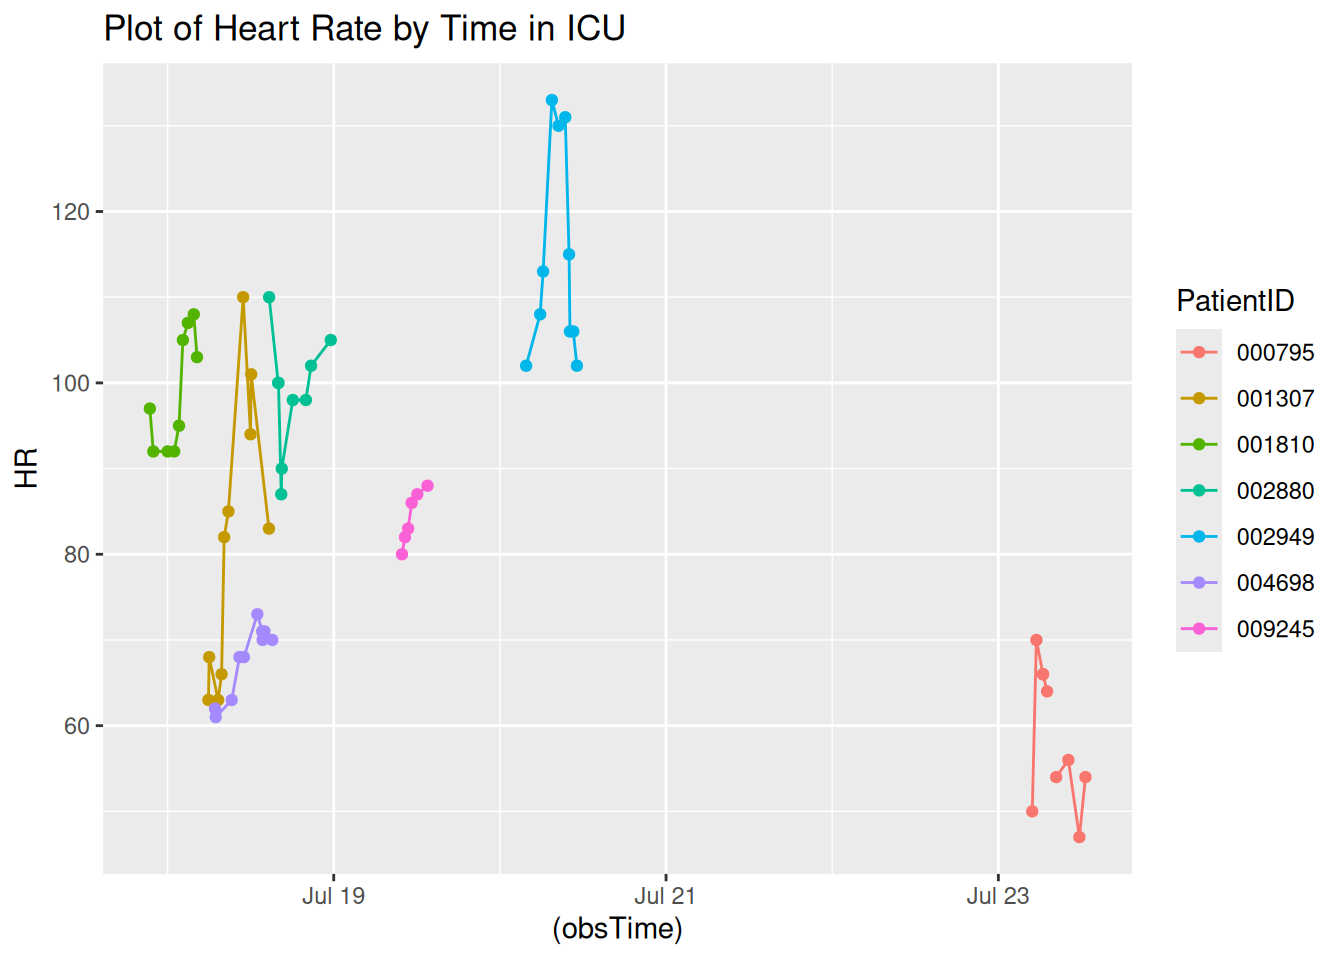 Plot of Heart Rate by Time in ICU
HR
120
100
80
60
Jul 19
Jul 21
Jul 23
(obsTime)
PatientID
000795
001307
001810
002880
002949
004698
009245